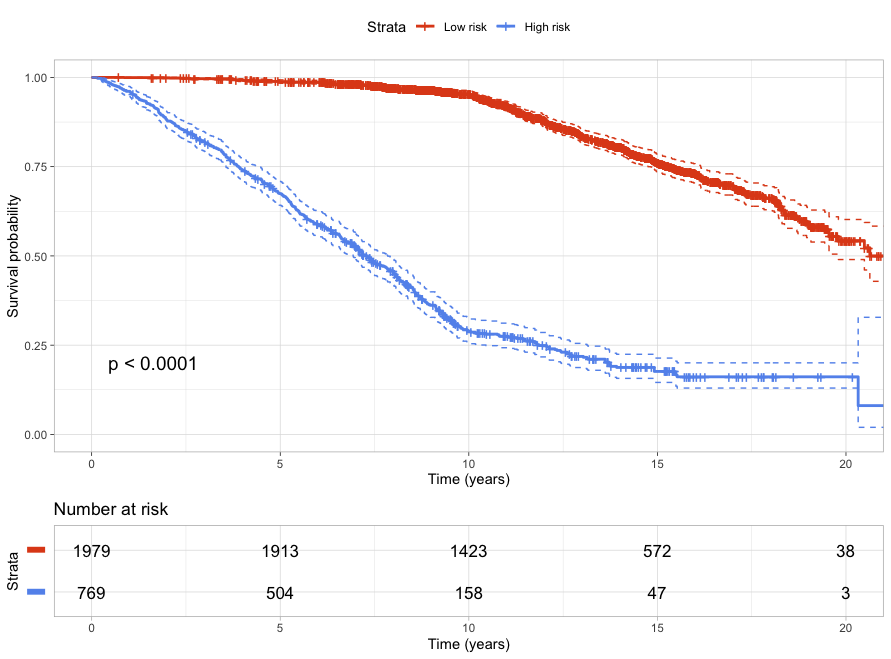 Strata Low risk High risk
1.00
0.75
0.50
0.25
0.00
Survival probability
p < 0.0001
0 5 10 15 20
Time (years)
Number at risk
Strata
1979 1913 1423 572 38
769 504 158 47 3
0 5 10 15 20
Time (years)